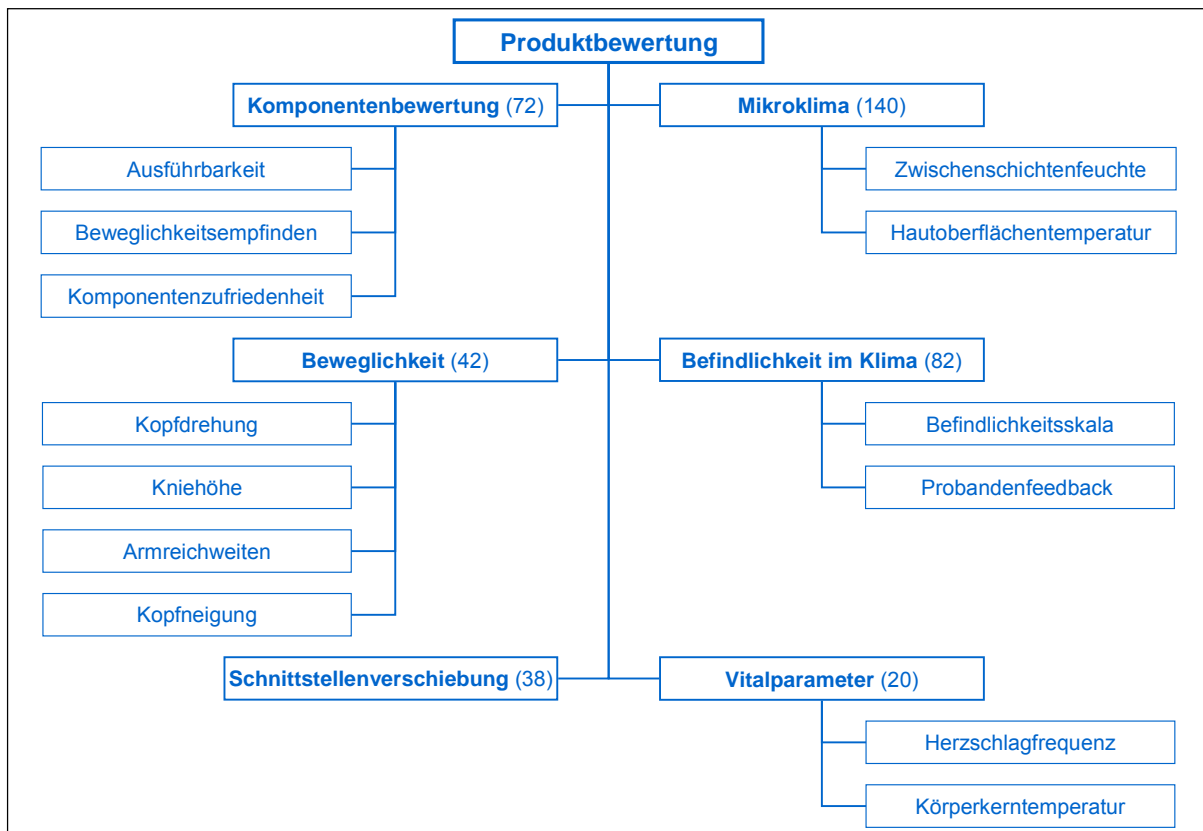 Produktbewertung
Komponentenbewertung (72)
Ausführbarkeit
Beweglichkeitsempfinden
Komponentenzufriedenheit
Beweglichkeit (42)
Kopfdrehung
Kniehöhe
Armreichweiten
Kopfneigung
Schnittstellenverschiebung (38)
Mikroklima (140)
Zwischenschichtenfeuchte
Hautoberflächentemperatur
Befindlichkeit im Klima (82)
Befindlichkeitsskala
Probandenfeedback
Vitalparameter (20)
Herzschlagfrequenz
Körperkerntemperatur